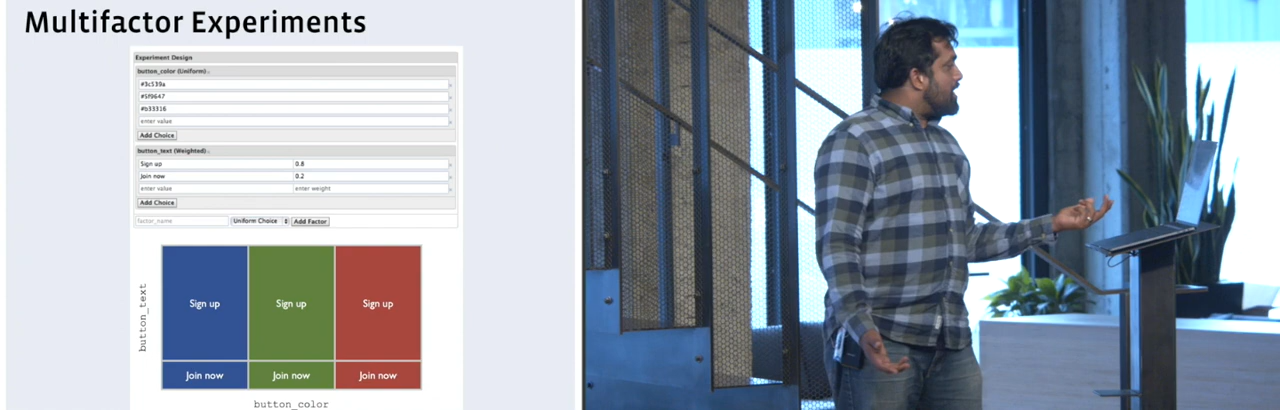 Multifactor Experiments
Experiment Design
button_color (Uniform)
#3c539a
#5f9647
#b33316
enter value
Add Choice
button_text (Weighted)
Sign up 0.8
Join now 0.2
enter value enter weight
Add Choice
factor_name Uniform Choice Add Factor
button_text
Sign up Sign up Sign up
Join now Join now Join now
button_color